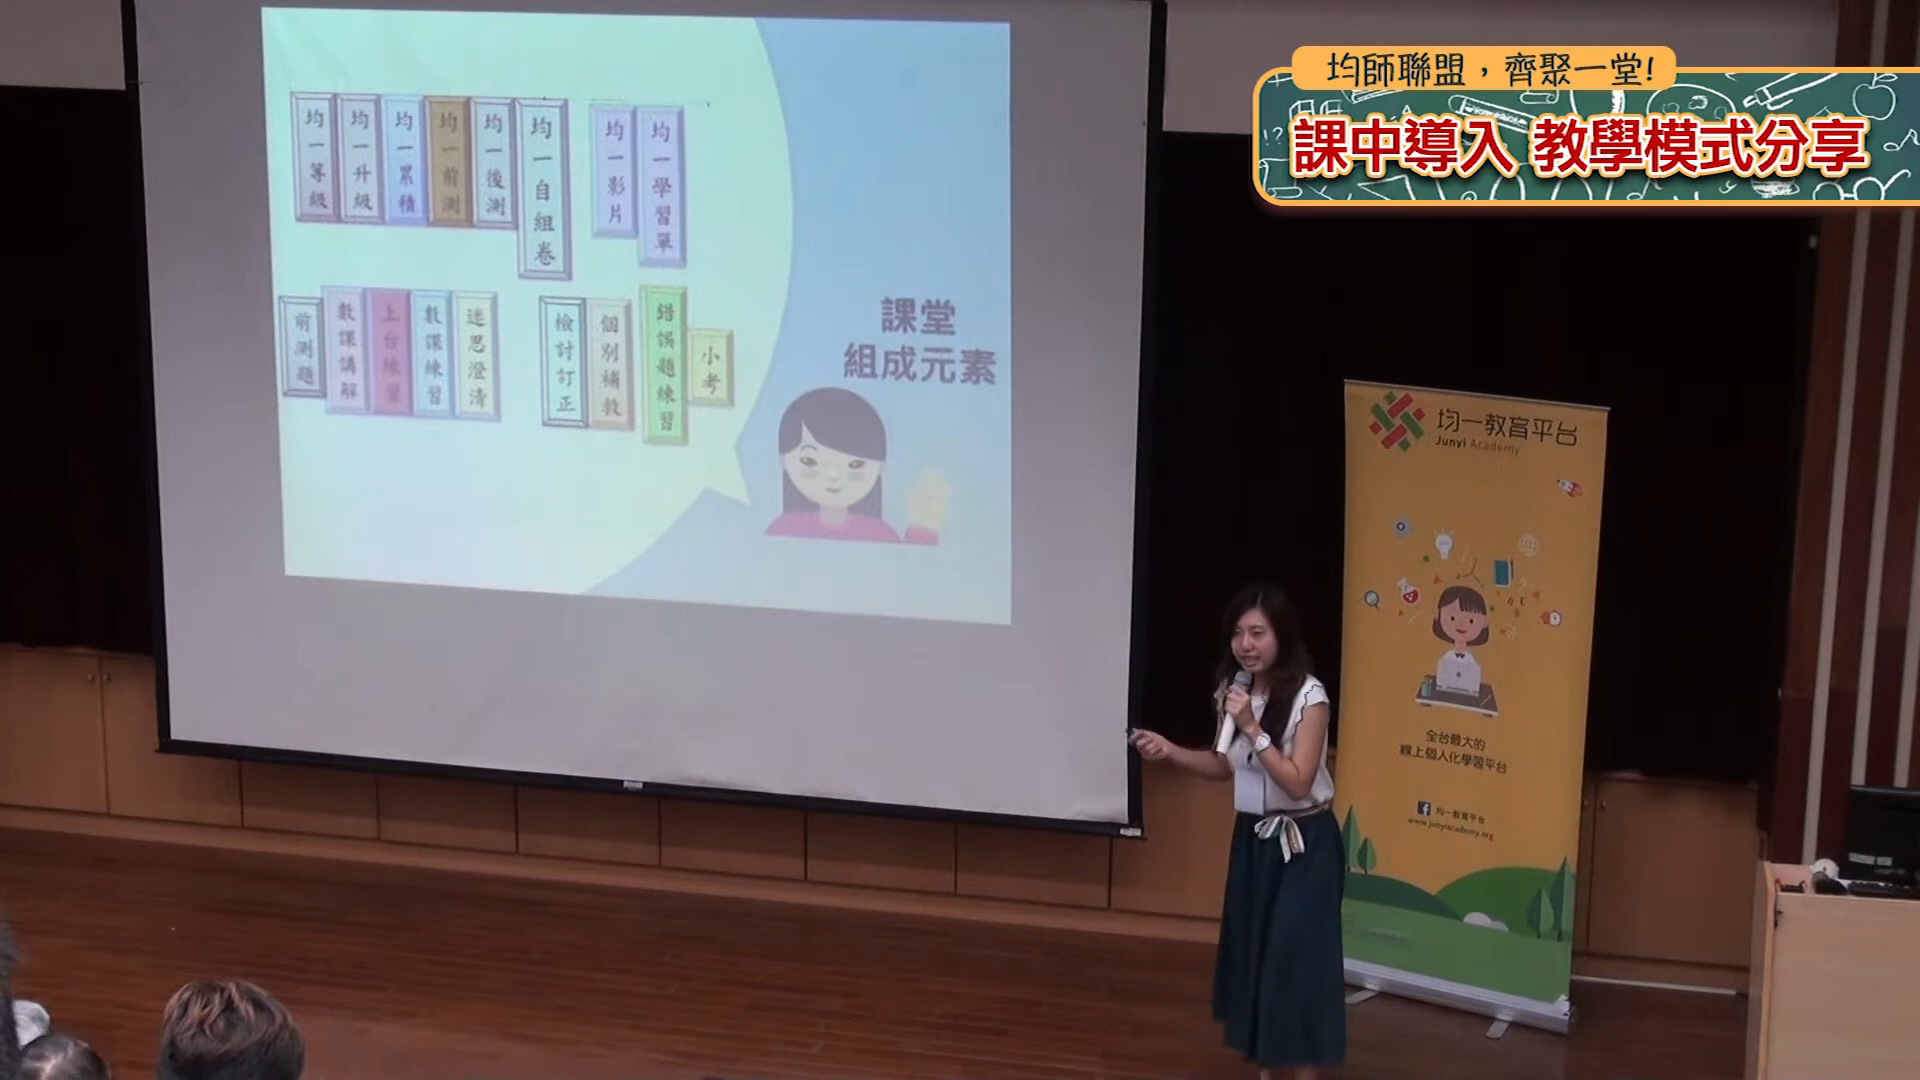 均師聯盟，齊聚一堂!
課中導入 教學模式分享
均一等級
均一升級
均一累積
均一前測
均一後測
均一自組卷
均一影片
均一學習單
前測題
數課講解
上台練習
數課練習
迷思澄清
檢討訂正
個別補救
錯誤題練習
小考
課堂
組成元素
均一教育平台
Junyi Academy
全台最大的
線上個人化學習平台
均一教育平台
www.junyiacademy.org